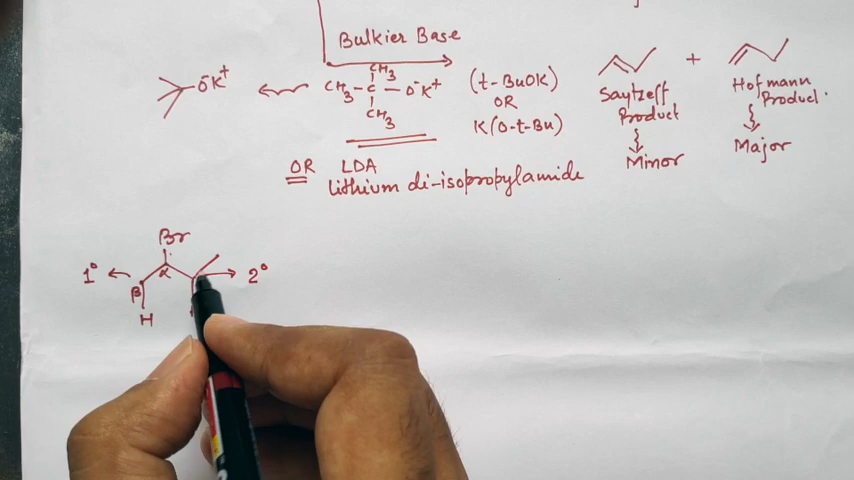 Bulkier Base
O⁻K⁺
CH₃
CH₃-C-O⁻K⁺
CH₃
(t-BuOK)
OR
K(O-t-Bu)
+
Saytzeff
Product
Minor
Hofmann
Product.
Major
OR LDA
lithium di-isopropylamide
Br
1° α 2°
β
H